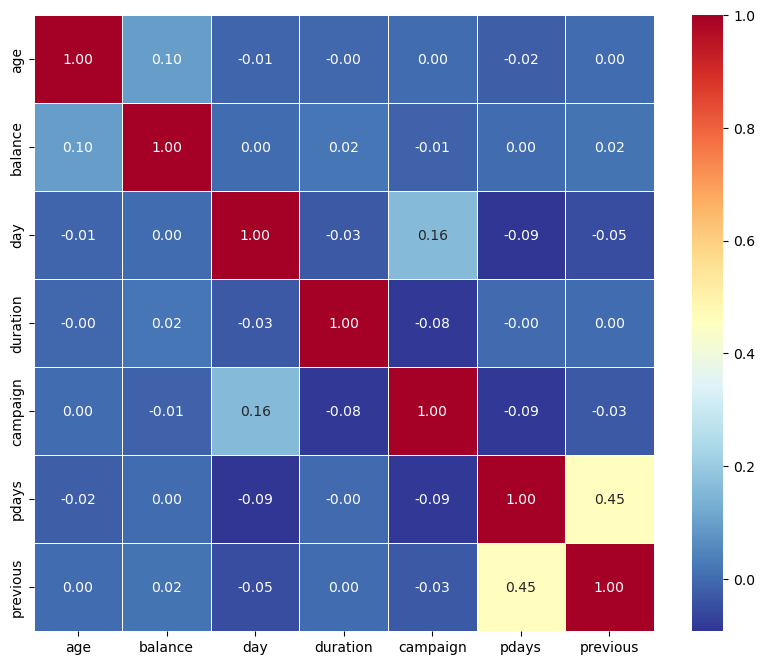 age 1.00 0.10 -0.01 -0.00 0.00 -0.02 0.00
balance 0.10 1.00 0.00 0.02 -0.01 0.00 0.02
day -0.01 0.00 1.00 -0.03 0.16 -0.09 -0.05
duration -0.00 0.02 -0.03 1.00 -0.08 -0.00 0.00
campaign 0.00 -0.01 0.16 -0.08 1.00 -0.09 -0.03
pdays -0.02 0.00 -0.09 -0.00 -0.09 1.00 0.45
previous 0.00 0.02 -0.05 0.00 -0.03 0.45 1.00
age balance day duration campaign pdays previous
1.0
0.8
0.6
0.4
0.2
0.0